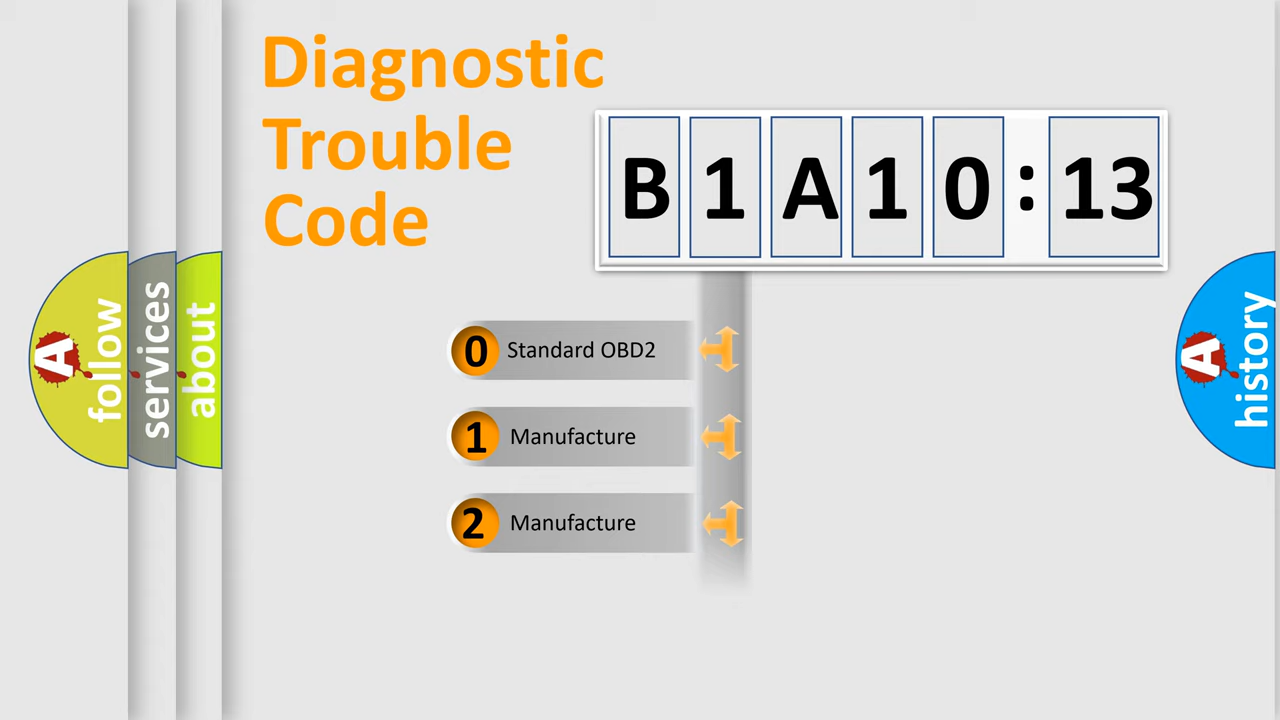 Diagnostic
Trouble
Code
B 1 A 1 0 : 13
0 Standard OBD2
1 Manufacture
2 Manufacture
A follow
services
about
A history